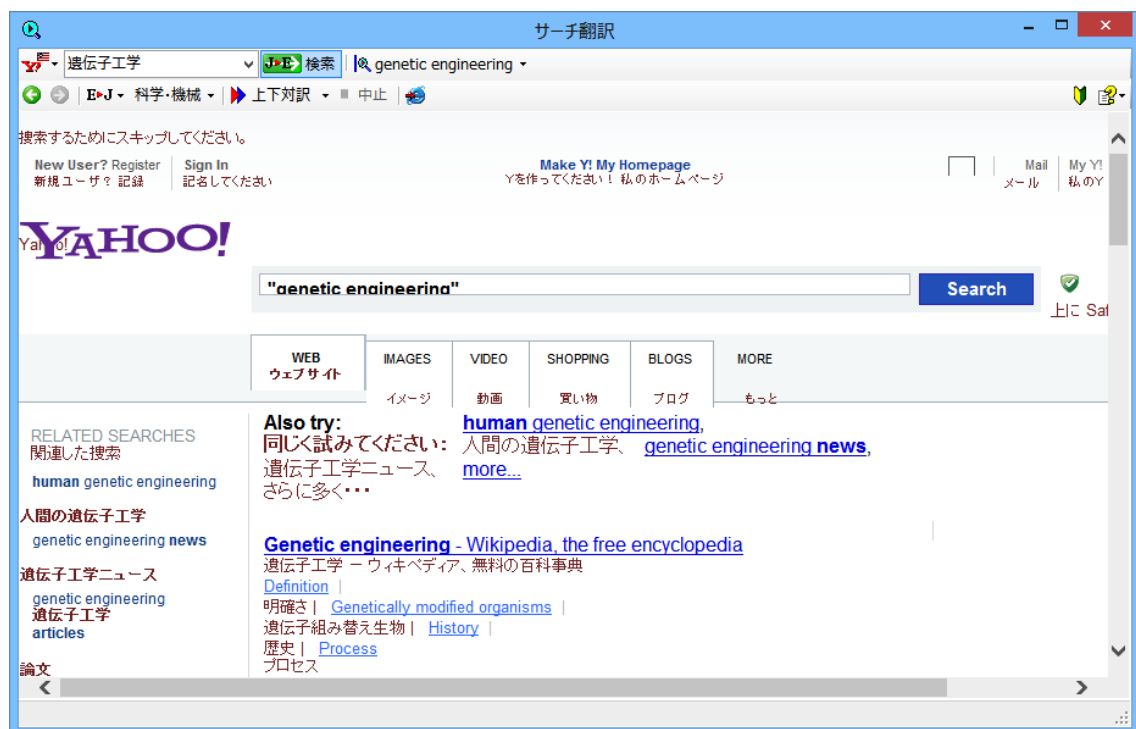 サーチ翻訳
遺伝子工学 J▶E 検索 genetic engineering
E▶J 科学・機械 上下対訳 中止
捜索するためにスキップしてください。
New User? Register Sign In Make Y! My Homepage Mail My Y!
新規ユーザ? 記録 記名してください Yを作ってください! 私のホームページ メール 私のY
YAHOO!
"genetic engineering" Search
上に Saf
WEB IMAGES VIDEO SHOPPING BLOGS MORE
ウェブサイト イメージ 動画 買い物 ブログ もっと
RELATED SEARCHES
関連した捜索
human genetic engineering
人間の遺伝子工学
genetic engineering news
遺伝子工学ニュース
genetic engineering
遺伝子工学
articles
論文
Also try: human genetic engineering,
同じく試みてください: 人間の遺伝子工学、 genetic engineering news,
遺伝子工学ニュース、 more...
さらに多く・・・
Genetic engineering - Wikipedia, the free encyclopedia
遺伝子工学 - ウィキペディア、無料の百科事典
Definition |
明確さ | Genetically modified organisms |
遺伝子組み替え生物 | History |
歴史 | Process
プロセス